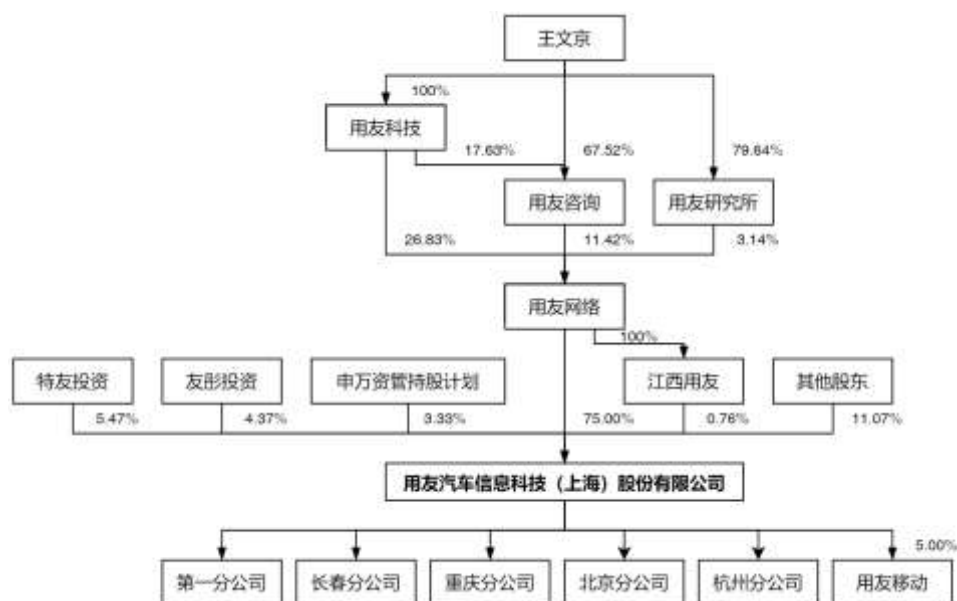 王文京
100%
用友科技
17.63%
67.52%
79.64%
用友咨询
用友研究所
26.83%
11.42%
3.14%
用友网络
100%
特友投资
友彤投资
申万资管持股计划
江西用友
其他股东
5.47%
4.37%
3.33%
75.00%
0.76%
11.07%
用友汽车信息科技（上海）股份有限公司
5.00%
第一分公司
长春分公司
重庆分公司
北京分公司
杭州分公司
用友移动